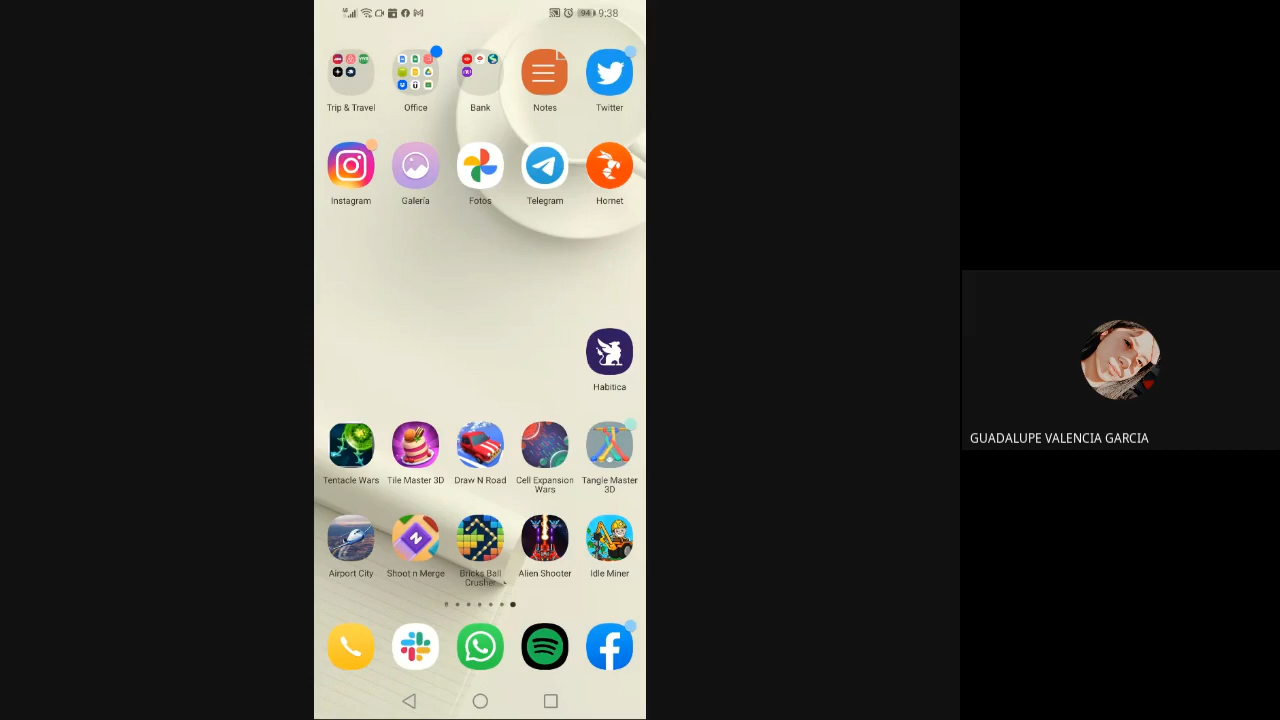 94 9:38
Trip & Travel Office Bank Notes Twitter
Instagram Galería Fotos Telegram Hornet
Habitica
Tentacle Wars Tile Master 3D Draw N Road Cell Expansion Wars Tangle Master 3D
Airport City Shoot n Merge Bricks Ball Crusher Alien Shooter Idle Miner
GUADALUPE VALENCIA GARCIA